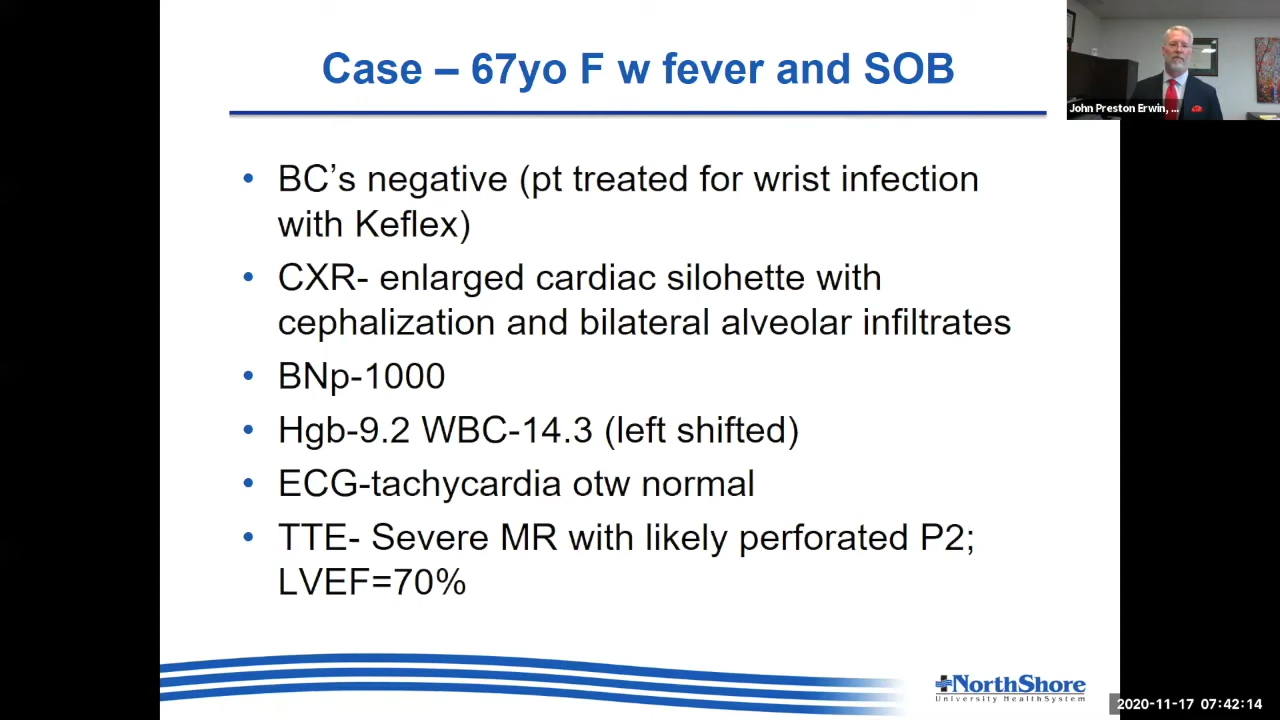 Case – 67yo F w fever and SOB
John Preston Erwin, ...
• BC's negative (pt treated for wrist infection
with Keflex)
• CXR- enlarged cardiac silohette with
cephalization and bilateral alveolar infiltrates
• BNp-1000
• Hgb-9.2 WBC-14.3 (left shifted)
• ECG-tachycardia otw normal
• TTE- Severe MR with likely perforated P2;
LVEF=70%
NorthShore
University HealthSystem
2020-11-17 07:42:14